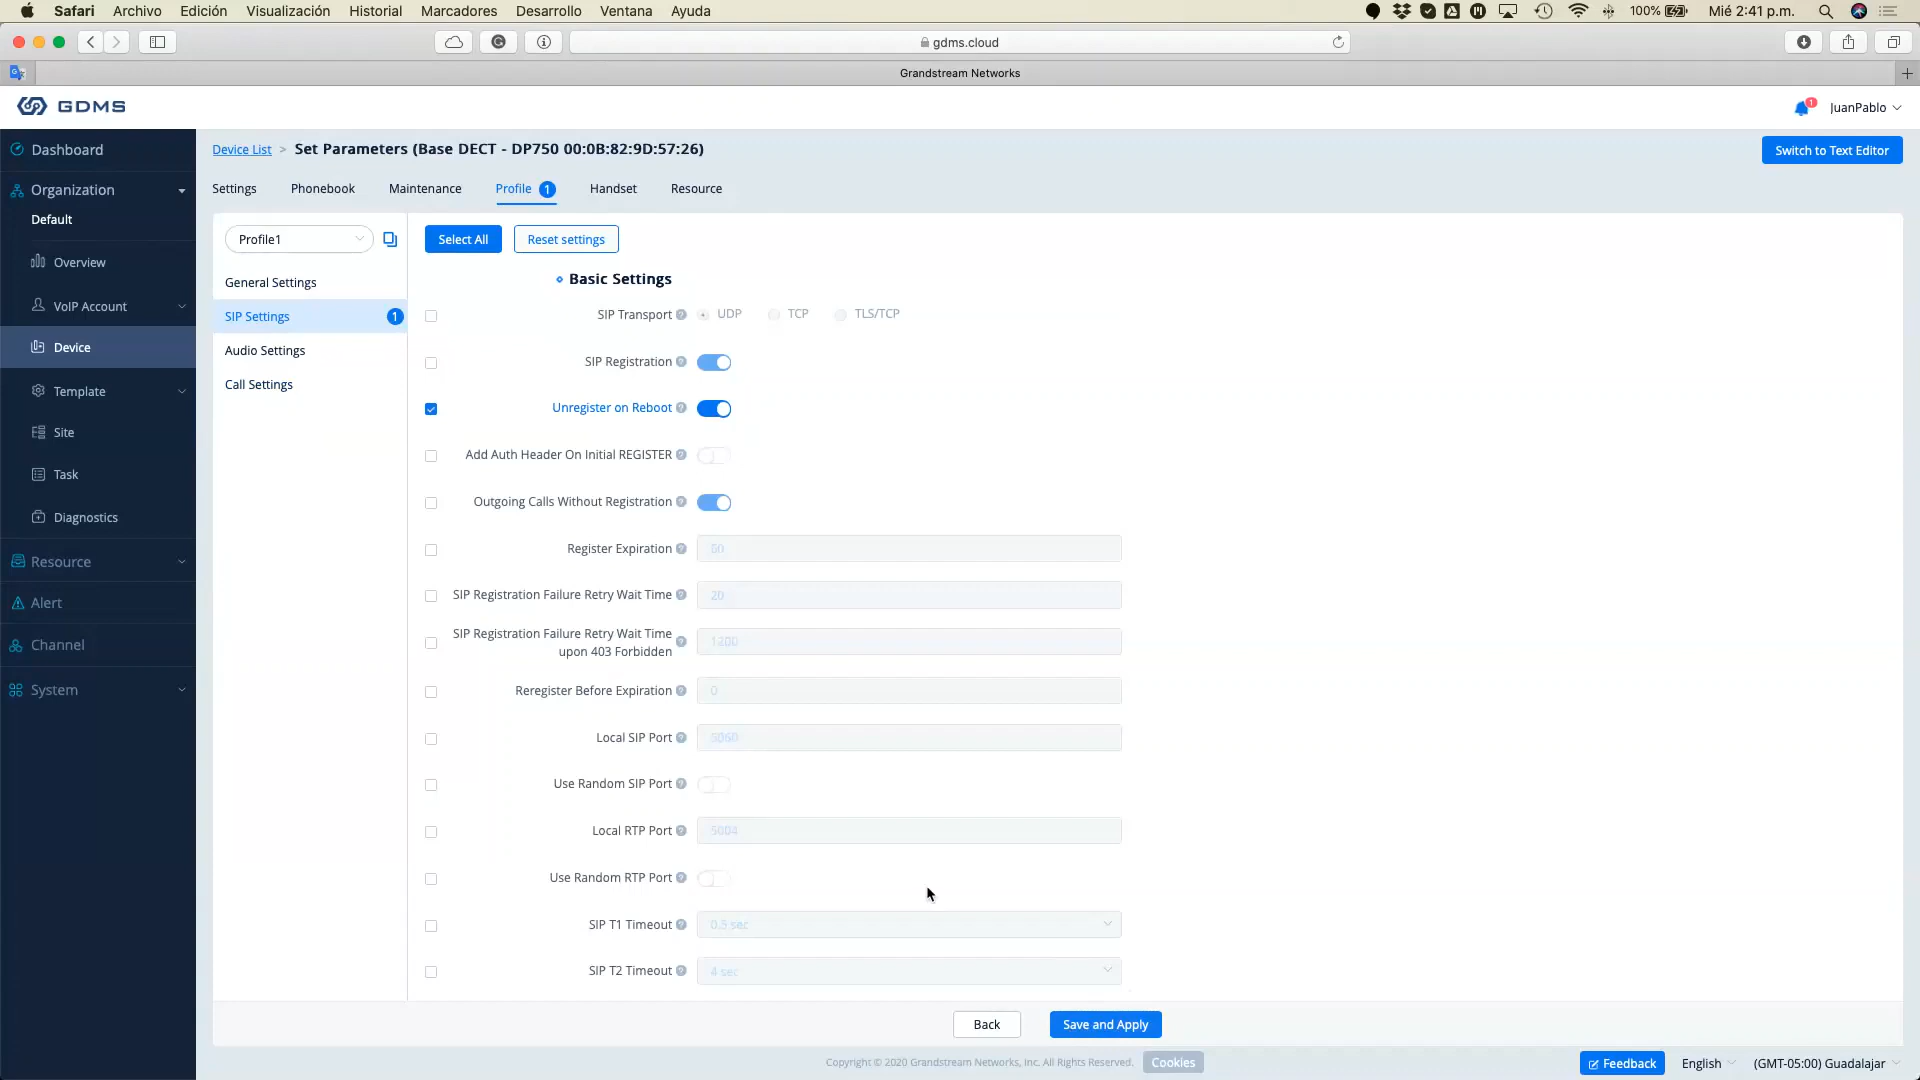 Safari Archivo Edición Visualización Historial Marcadores Desarrollo Ventana Ayuda 100% Mié 2:41 p.m.
gdms.cloud
Grandstream Networks
GDMS
1 JuanPablo
Dashboard
Organization
Default
Overview
VoIP Account
Device
Template
Site
Task
Diagnostics
Resource
Alert
Channel
System
Device List > Set Parameters (Base DECT - DP750 00:0B:82:9D:57:26)
Switch to Text Editor
Settings Phonebook Maintenance Profile 1 Handset Resource
Profile1
General Settings
SIP Settings 1
Audio Settings
Call Settings
Select All Reset settings
Basic Settings
SIP Transport UDP TCP TLS/TCP
SIP Registration
Unregister on Reboot
Add Auth Header On Initial REGISTER
Outgoing Calls Without Registration
Register Expiration 60
SIP Registration Failure Retry Wait Time 20
SIP Registration Failure Retry Wait Time
upon 403 Forbidden 1200
Reregister Before Expiration 0
Local SIP Port 5060
Use Random SIP Port
Local RTP Port 5004
Use Random RTP Port
SIP T1 Timeout 0.5 sec
SIP T2 Timeout 4 sec
Back Save and Apply
Copyright © 2020 Grandstream Networks, Inc. All Rights Reserved. Cookies
Feedback English (GMT-05:00) Guadalajar